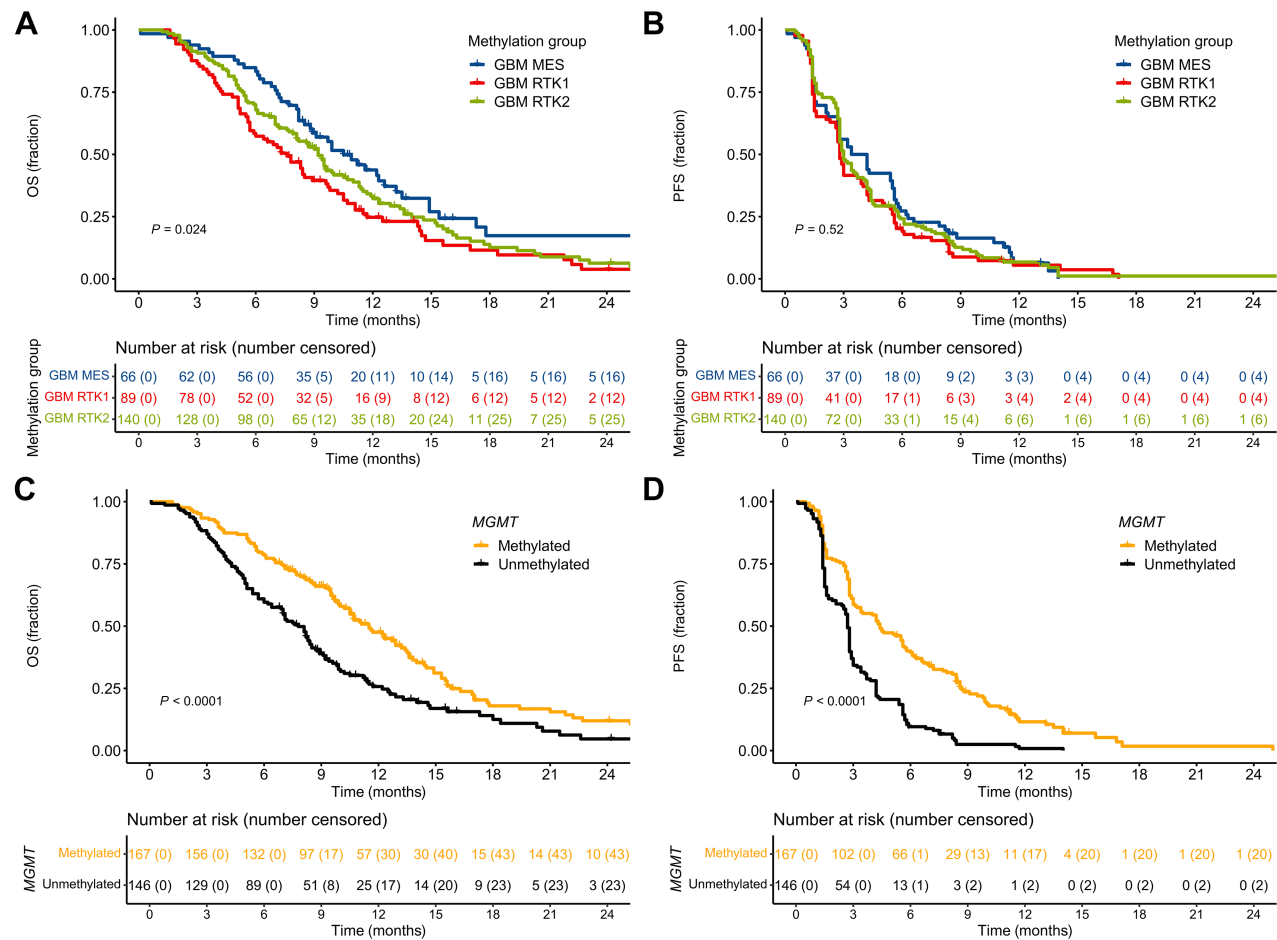 A
1.00
0.75
0.50
0.25
0.00
OS (fraction)
Methylation group
GBM MES
GBM RTK1
GBM RTK2
P = 0.024
0 3 6 9 12 15 18 21 24
Time (months)
Number at risk (number censored)
Methylation group
GBM MES 66 (0) 62 (0) 56 (0) 35 (5) 20 (11) 10 (14) 5 (16) 5 (16) 5 (16)
GBM RTK1 89 (0) 78 (0) 52 (0) 32 (5) 16 (9) 8 (12) 6 (12) 5 (12) 2 (12)
GBM RTK2 140 (0) 128 (0) 98 (0) 65 (12) 35 (18) 20 (24) 11 (25) 7 (25) 5 (25)
0 3 6 9 12 15 18 21 24
Time (months)
B
1.00
0.75
0.50
0.25
0.00
PFS (fraction)
Methylation group
GBM MES
GBM RTK1
GBM RTK2
P = 0.52
0 3 6 9 12 15 18 21 24
Time (months)
Number at risk (number censored)
Methylation group
GBM MES 66 (0) 37 (0) 18 (0) 9 (2) 3 (3) 0 (4) 0 (4) 0 (4) 0 (4)
GBM RTK1 89 (0) 41 (0) 17 (1) 6 (3) 3 (4) 2 (4) 0 (4) 0 (4) 0 (4)
GBM RTK2 140 (0) 72 (0) 33 (1) 15 (4) 6 (6) 1 (6) 1 (6) 1 (6) 1 (6)
0 3 6 9 12 15 18 21 24
Time (months)
C
1.00
0.75
0.50
0.25
0.00
OS (fraction)
MGMT
Methylated
Unmethylated
P < 0.0001
0 3 6 9 12 15 18 21 24
Time (months)
Number at risk (number censored)
MGMT
Methylated 167 (0) 156 (0) 132 (0) 97 (17) 57 (30) 30 (40) 15 (43) 14 (43) 10 (43)
Unmethylated 146 (0) 129 (0) 89 (0) 51 (8) 25 (17) 14 (20) 9 (23) 5 (23) 3 (23)
0 3 6 9 12 15 18 21 24
Time (months)
D
1.00
0.75
0.50
0.25
0.00
PFS (fraction)
MGMT
Methylated
Unmethylated
P < 0.0001
0 3 6 9 12 15 18 21 24
Time (months)
Number at risk (number censored)
MGMT
Methylated 167 (0) 102 (0) 66 (1) 29 (13) 11 (17) 4 (20) 1 (20) 1 (20) 1 (20)
Unmethylated 146 (0) 54 (0) 13 (1) 3 (2) 1 (2) 0 (2) 0 (2) 0 (2) 0 (2)
0 3 6 9 12 15 18 21 24
Time (months)